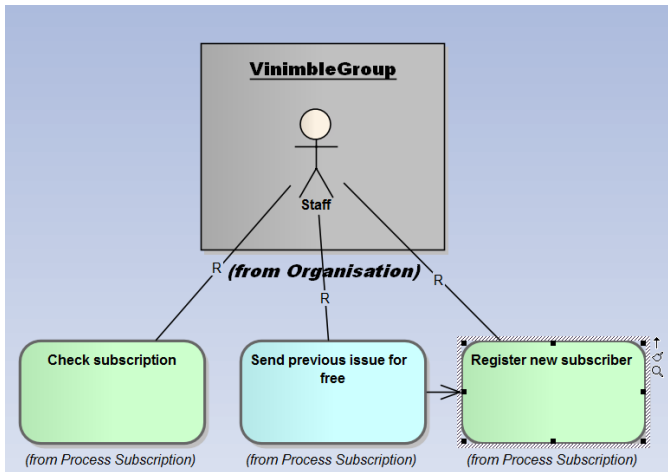 VinimbleGroup
Staff
(from Organisation)
R
R
R
Check subscription
Send previous issue for
free
Register new subscriber
(from Process Subscription)
(from Process Subscription)
(from Process Subscription)